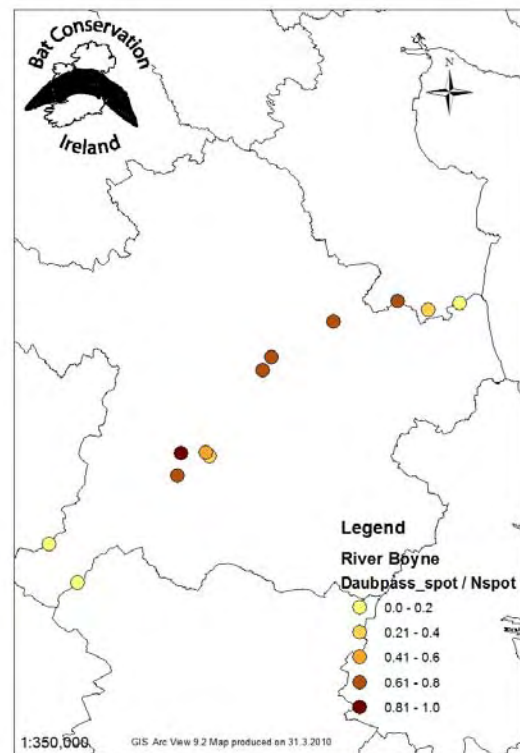 Bat Conservation
Ireland
N
Legend
River Boyne
Daubpass_spot / Nspot
0.0 - 0.2
0.21 - 0.4
0.41 - 0.6
0.61 - 0.8
0.81 - 1.0
1:350,000
GIS Arc View 9.2 Map produced on 31.3.2010